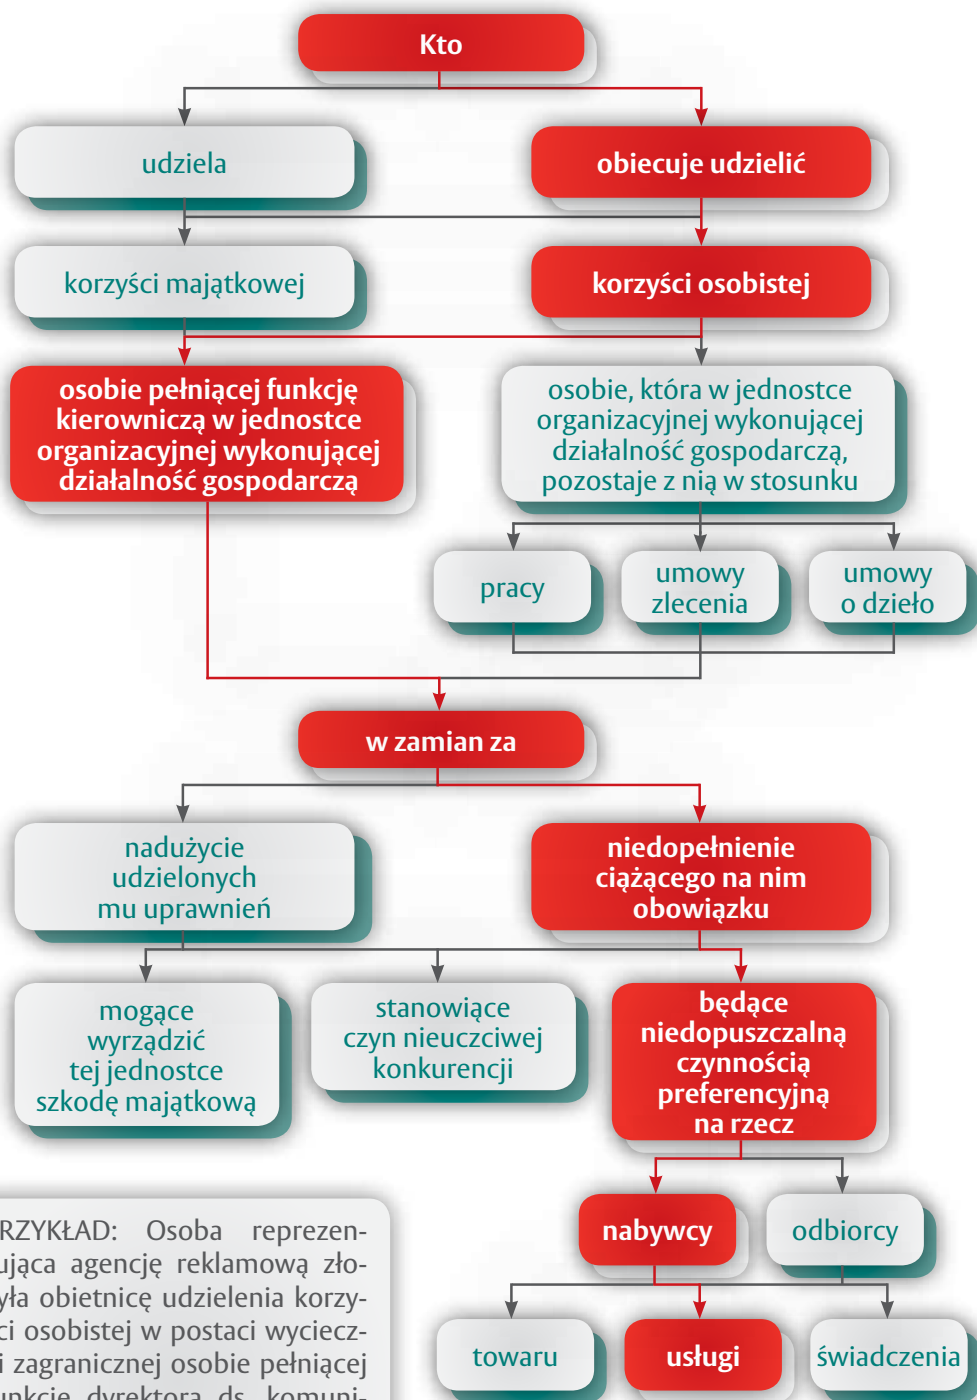 Kto
udziela
obiecuje udzielić
korzyści majątkowej
korzyści osobistej
osobie pełniącej funkcję
kierowniczą w jednostce
organizacyjnej wykonującej
działalność gospodarczą
osobie, która w jednostce
organizacyjnej wykonującej
działalność gospodarczą,
pozostaje z nią w stosunku
pracy
umowy
zlecenia
umowy
o dzieło
w zamian za
nadużycie
udzielonych
mu uprawnień
niedopełnienie
ciążącego na nim
obowiązku
mogące
wyrządzić
tej jednostce
szkodę majątkową
stanowiące
czyn nieuczciwej
konkurencji
będące
niedopuszczalną
czynnością
preferencyjną
na rzecz
nabywcy
odbiorcy
towaru
usługi
świadczenia
RZYKŁAD: Osoba reprezen-
ująca agencję reklamową zło-
yła obietnicę udzielenia korzy-
ci osobistej w postaci wyciecz-
i zagranicznej osobie pełniącej
unkcję dyrektora ds. komuni-